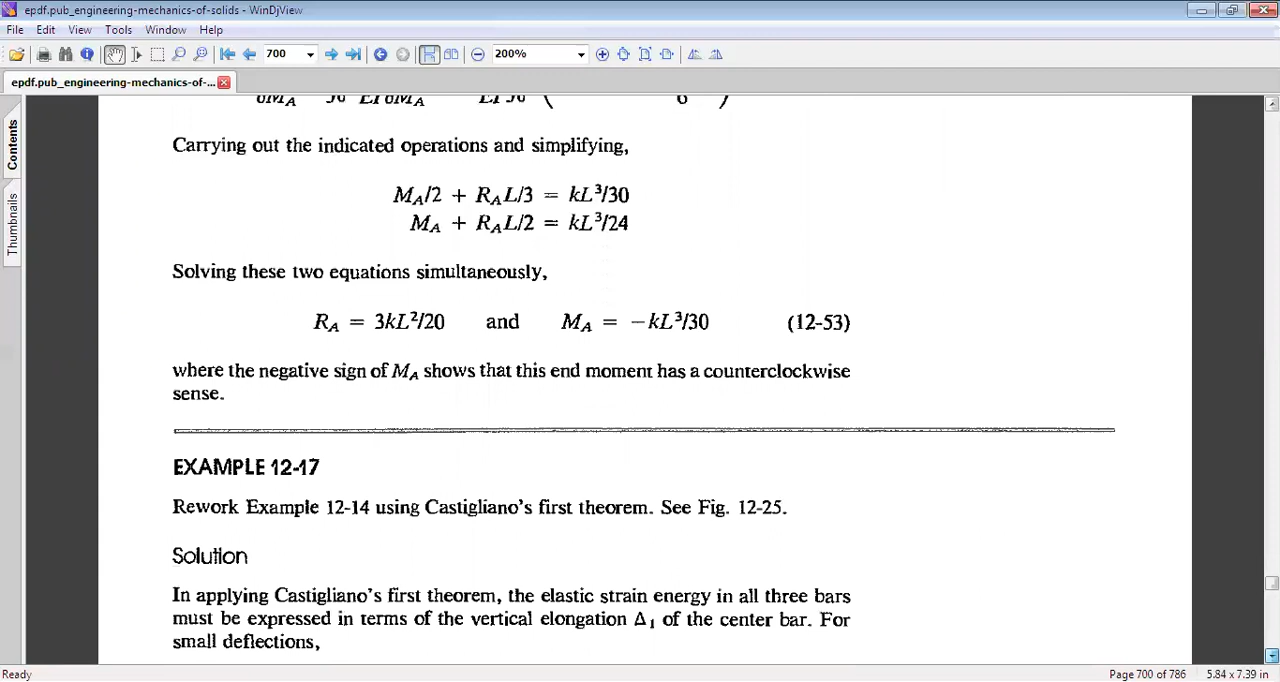 epdf.pub_engineering-mechanics-of-solids - WinDjView
File Edit View Tools Window Help
700
200%
epdf.pub_engineering-mechanics-of-...
Contents
Thumbnails
Carrying out the indicated operations and simplifying,
M_A/2 + R_A L/3 = kL³/30
M_A + R_A L/2 = kL³/24
Solving these two equations simultaneously,
R_A = 3kL²/20 and M_A = −kL³/30 (12-53)
where the negative sign of M_A shows that this end moment has a counterclockwise
sense.
EXAMPLE 12-17
Rework Example 12-14 using Castigliano's first theorem. See Fig. 12-25.
Solution
In applying Castigliano's first theorem, the elastic strain energy in all three bars
must be expressed in terms of the vertical elongation Δ₁ of the center bar. For
small deflections,
Ready
Page 700 of 786
5.84 x 7.39 in